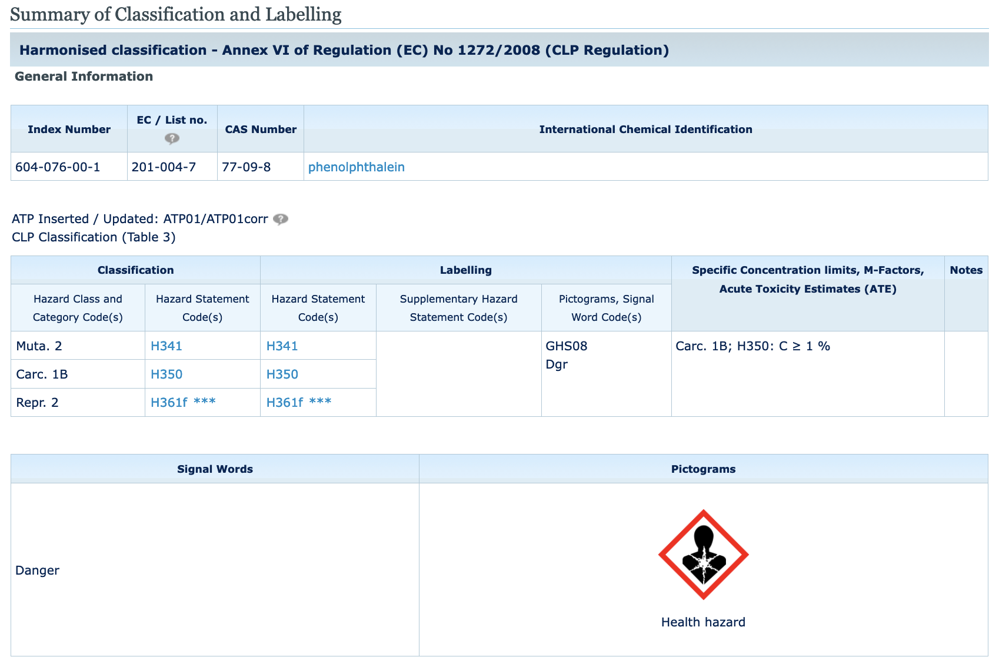 Summary of Classification and Labelling
Harmonised classification - Annex VI of Regulation (EC) No 1272/2008 (CLP Regulation)
General Information
Index Number
EC / List no.
?
CAS Number
International Chemical Identification
604-076-00-1
201-004-7
77-09-8
phenolphthalein
ATP Inserted / Updated: ATP01/ATP01corr ?
CLP Classification (Table 3)
Classification
Labelling
Specific Concentration limits, M-Factors,
Acute Toxicity Estimates (ATE)
Notes
Hazard Class and
Category Code(s)
Hazard Statement
Code(s)
Hazard Statement
Code(s)
Supplementary Hazard
Statement Code(s)
Pictograms, Signal
Word Code(s)
Muta. 2
H341
H341
GHS08
Dgr
Carc. 1B; H350: C ≥ 1 %
Carc. 1B
H350
H350
Repr. 2
H361f ***
H361f ***
Signal Words
Pictograms
Danger
Health hazard